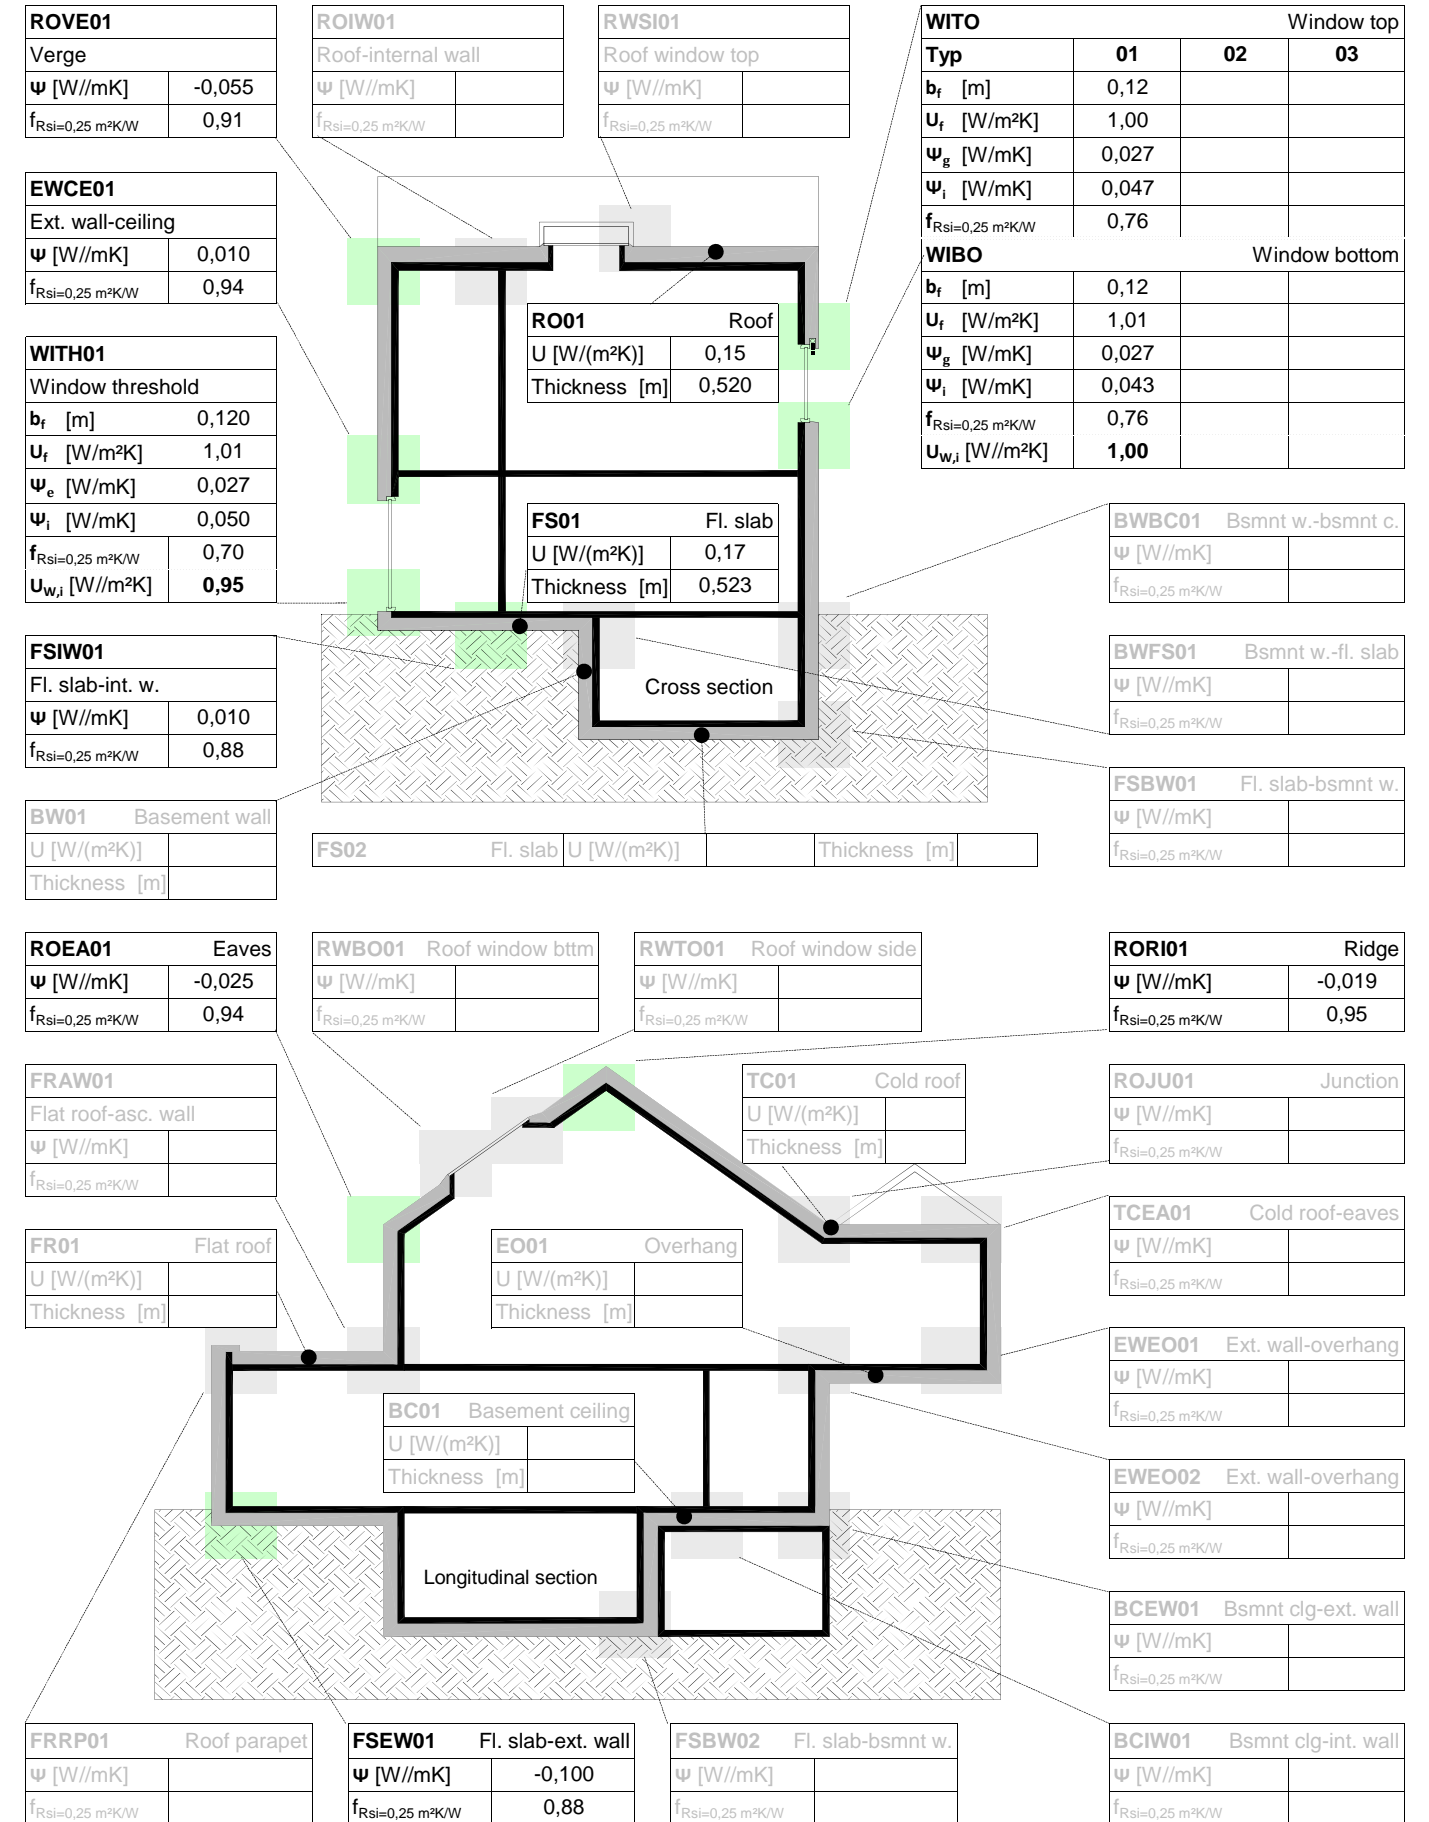 ROVE01
Verge
Ψ [W//mK] -0,055
fRsi=0,25 m²K/W 0,91
ROIW01
Roof-internal wall
Ψ [W//mK]
fRsi=0,25 m²K/W
RWSI01
Roof window top
Ψ [W//mK]
fRsi=0,25 m²K/W
WITO Window top
Typ 01 02 03
bf [m] 0,12
Uf [W/m²K] 1,00
Ψg [W/mK] 0,027
Ψi [W/mK] 0,047
fRsi=0,25 m²K/W 0,76
WIBO Window bottom
bf [m] 0,12
Uf [W/m²K] 1,01
Ψg [W/mK] 0,027
Ψi [W/mK] 0,043
fRsi=0,25 m²K/W 0,76
UW,i [W//m²K] 1,00
EWCE01
Ext. wall-ceiling
Ψ [W//mK] 0,010
fRsi=0,25 m²K/W 0,94
WITH01
Window threshold
bf [m] 0,120
Uf [W/m²K] 1,01
Ψe [W/mK] 0,027
Ψi [W/mK] 0,050
fRsi=0,25 m²K/W 0,70
UW,i [W//m²K] 0,95
RO01 Roof
U [W/(m²K)] 0,15
Thickness [m] 0,520
FS01 Fl. slab
U [W/(m²K)] 0,17
Thickness [m] 0,523
Cross section
BWBC01 Bsmnt w.-bsmnt c.
Ψ [W//mK]
fRsi=0,25 m²K/W
FSIW01
Fl. slab-int. w.
Ψ [W//mK] 0,010
fRsi=0,25 m²K/W 0,88
BWFS01 Bsmnt w.-fl. slab
Ψ [W//mK]
fRsi=0,25 m²K/W
FSBW01 Fl. slab-bsmnt w.
Ψ [W//mK]
fRsi=0,25 m²K/W
BW01 Basement wall
U [W/(m²K)]
Thickness [m]
FS02 Fl. slab U [W/(m²K)] Thickness [m]
ROEA01 Eaves
Ψ [W//mK] -0,025
fRsi=0,25 m²K/W 0,94
RWBO01 Roof window bttm
Ψ [W//mK]
fRsi=0,25 m²K/W
RWTO01 Roof window side
Ψ [W//mK]
fRsi=0,25 m²K/W
RORI01 Ridge
Ψ [W//mK] -0,019
fRsi=0,25 m²K/W 0,95
FRAW01
Flat roof-asc. wall
Ψ [W//mK]
fRsi=0,25 m²K/W
TC01 Cold roof
U [W/(m²K)]
Thickness [m]
ROJU01 Junction
Ψ [W//mK]
fRsi=0,25 m²K/W
TCEA01 Cold roof-eaves
Ψ [W//mK]
fRsi=0,25 m²K/W
FR01 Flat roof
U [W/(m²K)]
Thickness [m]
EO01 Overhang
U [W/(m²K)]
Thickness [m]
EWEO01 Ext. wall-overhang
Ψ [W//mK]
fRsi=0,25 m²K/W
BC01 Basement ceiling
U [W/(m²K)]
Thickness [m]
EWEO02 Ext. wall-overhang
Ψ [W//mK]
fRsi=0,25 m²K/W
Longitudinal section
BCEW01 Bsmnt clg-ext. wall
Ψ [W//mK]
fRsi=0,25 m²K/W
FRRP01 Roof parapet
Ψ [W//mK]
fRsi=0,25 m²K/W
FSEW01 Fl. slab-ext. wall
Ψ [W//mK] -0,100
fRsi=0,25 m²K/W 0,88
FSBW02 Fl. slab-bsmnt w.
Ψ [W//mK]
fRsi=0,25 m²K/W
BCIW01 Bsmnt clg-int. wall
Ψ [W//mK]
fRsi=0,25 m²K/W